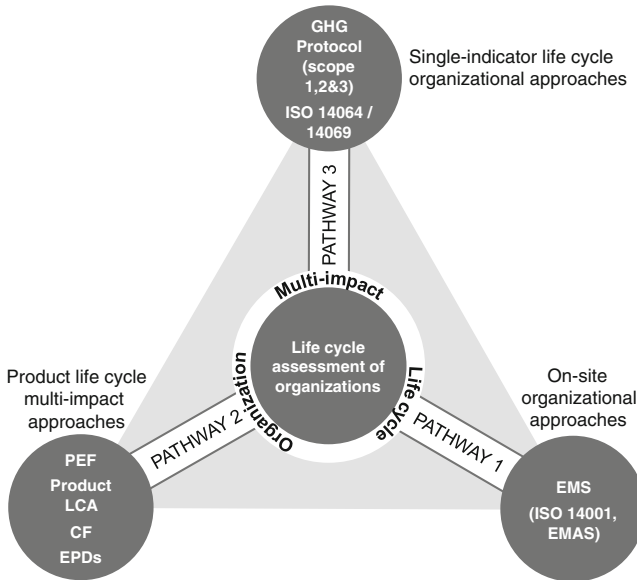 GHG
Protocol
(scope
1,2&3)
ISO 14064 /
14069
Single-indicator life cycle
organizational approaches
PATHWAY 3
Multi-impact
Life cycle
assessment of
organizations
Organization
Life cycle
Product life cycle
multi-impact
approaches
PATHWAY 2
PEF
Product
LCA
CF
EPDs
On-site
organizational
approaches
PATHWAY 1
EMS
(ISO 14001,
EMAS)